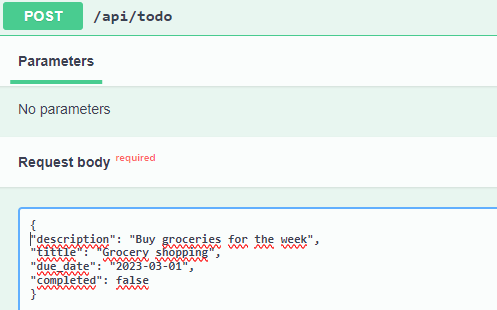 POST /api/todo
Parameters
No parameters
Request body required
{
"description": "Buy groceries for the week",
"tittle": "Grocery shopping",
"due_date": "2023-03-01",
"completed": false
}